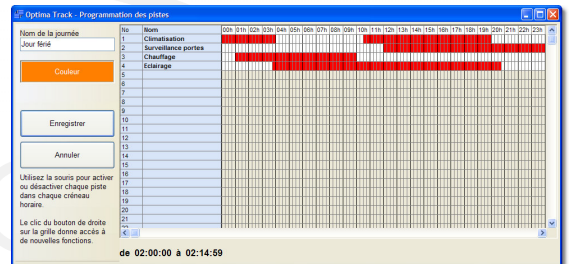 Optima Track - Programmation des pistes
Nom de la journée
Jour férié
Couleur
Enregistrer
Annuler
Utilisez la souris pour activer
ou désactiver chaque piste
dans chaque créneau
horaire.
Le clic du bouton de droite
sur la grille donne accès à
de nouvelles fonctions.
No Nom 00h 01h 02h 03h 04h 05h 06h 07h 08h 09h 10h 11h 12h 13h 14h 15h 16h 17h 18h 19h 20h 21h 22h 23h
1 Climatisation
2 Surveillance portes
3 Chauffage
4 Eclairage
5
6
7
8
9
10
11
12
13
14
15
16
17
18
19
20
21
22
de 02:00:00 à 02:14:59